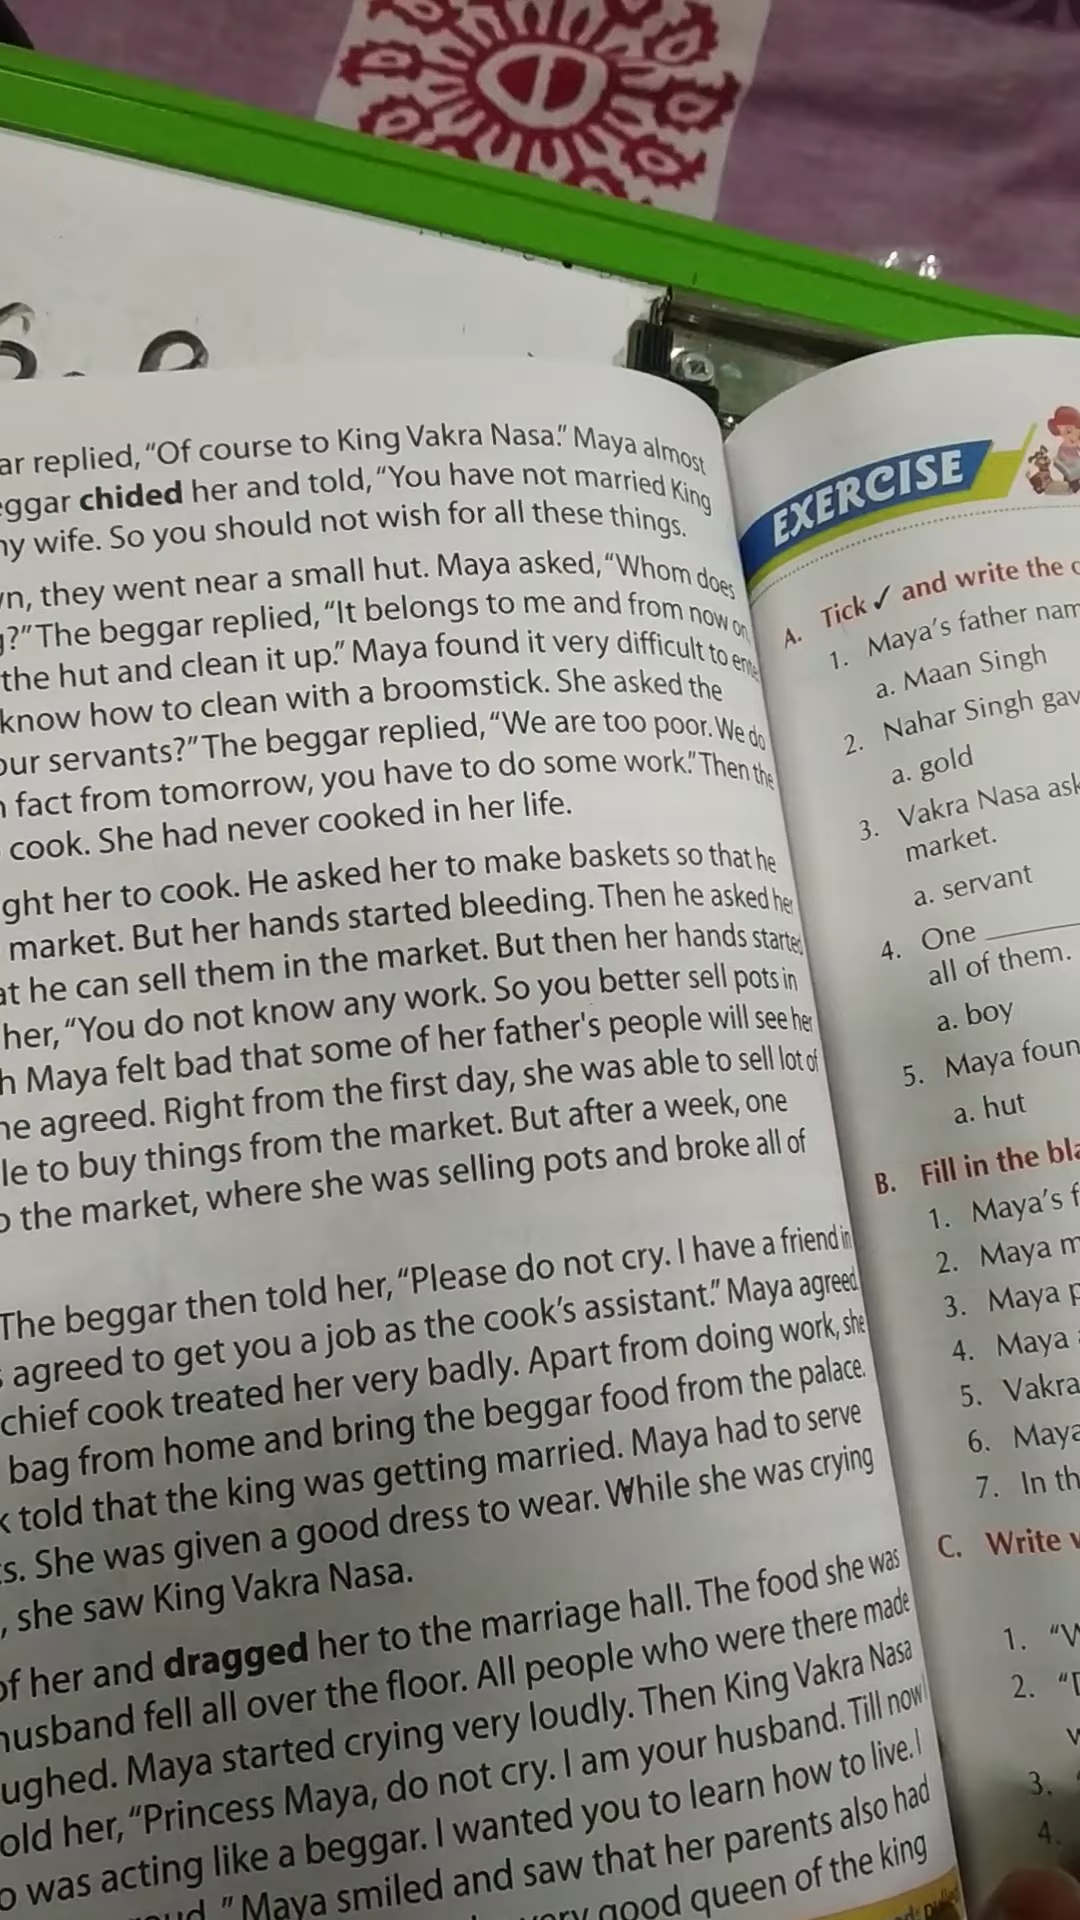 replied, “Of course to King Vakra Nasa.” Maya almost
chided her and told, “You have not married King
wife. So you should not wish for all these things.
they went near a small hut. Maya asked, “Whom does
The beggar replied, “It belongs to me and from now on
the hut and clean it up.” Maya found it very difficult to
know how to clean with a broomstick. She asked the
servants?” The beggar replied, “We are too poor. We do
fact from tomorrow, you have to do some work.” Then the
cook. She had never cooked in her life.
her to cook. He asked her to make baskets so that he
market. But her hands started bleeding. Then he asked her
he can sell them in the market. But then her hands started
her, “You do not know any work. So you better sell pots in
Maya felt bad that some of her father's people will see her
agreed. Right from the first day, she was able to sell lot of
to buy things from the market. But after a week, one
the market, where she was selling pots and broke all of
The beggar then told her, “Please do not cry. I have a friend in
agreed to get you a job as the cook’s assistant.” Maya agreed
chief cook treated her very badly. Apart from doing work, she
bag from home and bring the beggar food from the palace.
told that the king was getting married. Maya had to serve
She was given a good dress to wear. While she was crying
, she saw King Vakra Nasa.
of her and dragged her to the marriage hall. The food she was
husband fell all over the floor. All people who were there made
Maya started crying very loudly. Then King Vakra Nasa
her, “Princess Maya, do not cry. I am your husband. Till now
was acting like a beggar. I wanted you to learn how to live. I
” Maya smiled and saw that her parents also had
good queen of the king
EXERCISE
A. Tick ✓ and write the
1. Maya’s father
a. Maan Singh
2. Nahar Singh
a. gold
3. Vakra Nasa
market.
a. servant
4. One ______
all of them.
a. boy
5. Maya
a. hut
B. Fill in the
1. Maya’s
2. Maya
3. Maya
4. Maya
5. Vakra
6. Maya
7. In
C. Write
1.
2.
3.
4.